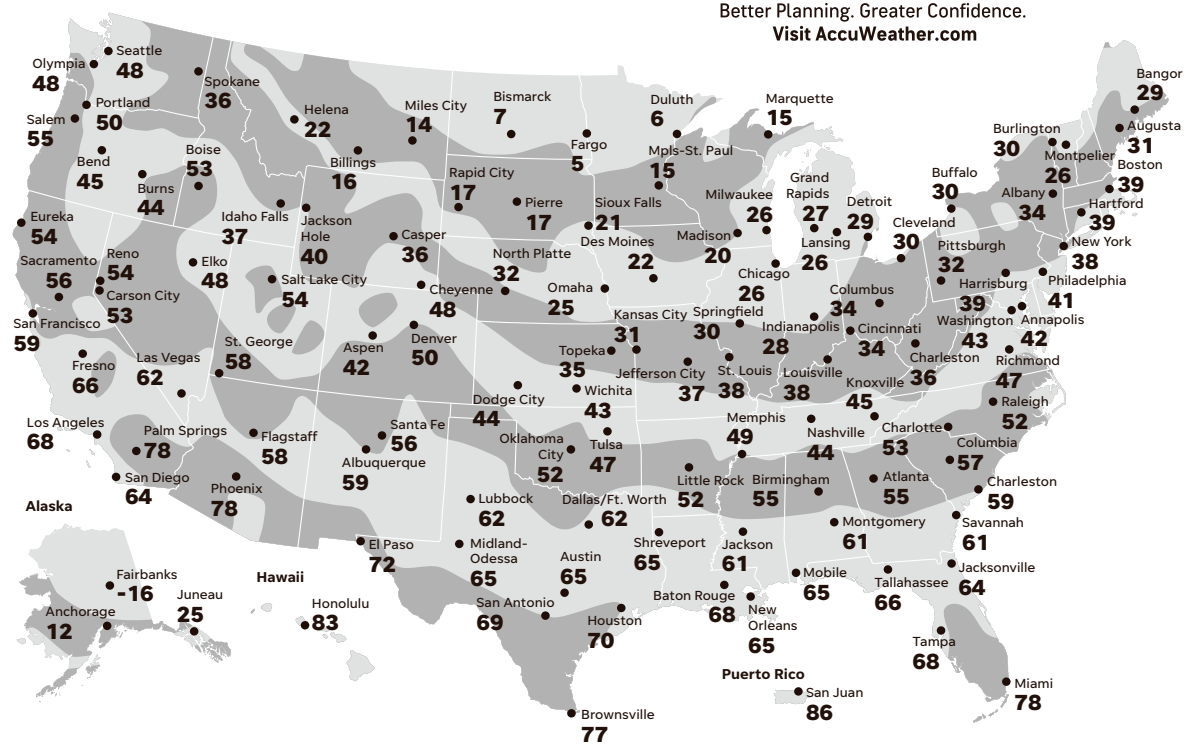 Better Planning. Greater Confidence.
Visit AccuWeather.com
Seattle
48
Olympia
48
Spokane
36
Portland
50
Salem
55
Bend
45
Burns
44
Boise
53
Helena
22
Miles City
14
Billings
16
Bismarck
7
Fargo
5
Duluth
6
Marquette
15
Mpls-St. Paul
15
Rapid City
17
Pierre
17
Sioux Falls
21
Idaho Falls
37
Jackson
Hole
40
Casper
36
Eureka
54
Reno
54
Sacramento
56
Carson City
53
San Francisco
59
Elko
48
Salt Lake City
54
Cheyenne
48
North Platte
32
Omaha
25
Des Moines
22
Madison
20
Milwaukee
26
Grand
Rapids
27
Lansing
26
Detroit
29
Cleveland
30
Buffalo
30
Burlington
30
Montpelier
26
Bangor
29
Augusta
31
Boston
39
Albany
34
Hartford
39
New York
38
Philadelphia
41
Pittsburgh
32
Harrisburg
39
Washington
43
Annapolis
42
Richmond
47
Raleigh
52
Chicago
26
Springfield
30
Indianapolis
28
Columbus
34
Cincinnati
34
Charleston
36
Louisville
38
St. Louis
38
Jefferson City
37
Kansas City
31
Topeka
35
Wichita
43
Dodge City
44
Denver
50
Aspen
42
St. George
58
Las Vegas
62
Fresno
66
Los Angeles
68
Palm Springs
78
San Diego
64
Phoenix
78
Flagstaff
58
Santa Fe
56
Albuquerque
59
Oklahoma
City
52
Tulsa
47
Little Rock
52
Memphis
49
Nashville
44
Knoxville
45
Charlotte
53
Columbia
57
Charleston
59
Atlanta
55
Birmingham
55
Savannah
61
Montgomery
61
Jackson
61
Shreveport
65
Dallas/Ft. Worth
62
Lubbock
62
Midland-
Odessa
65
El Paso
72
Austin
65
San Antonio
69
Houston
70
Baton Rouge
68
New
Orleans
65
Mobile
65
Tallahassee
66
Jacksonville
64
Tampa
68
Miami
78
Brownsville
77
Alaska
Fairbanks
-16
Anchorage
12
Juneau
25
Hawaii
Honolulu
83
Puerto Rico
San Juan
86